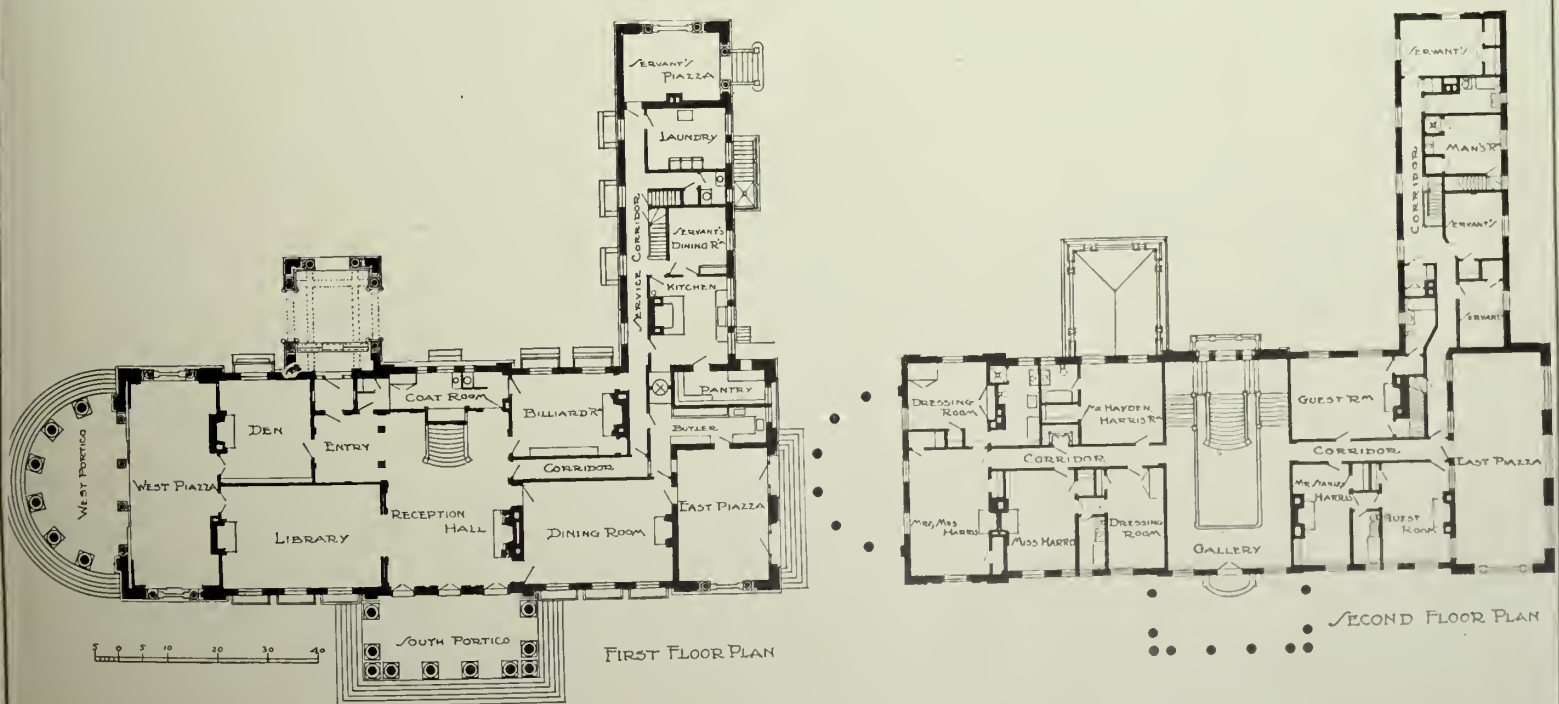 SERVANT'S
PIAZZA
LAUNDRY
SERVICE CORRIDOR
SERVANT'S
DINING RM
KITCHEN
PANTRY
COAT ROOM
BILLIARD RM
BUTLER
DEN
ENTRY
CORRIDOR
WEST PORTICO
WEST PIAZZA
LIBRARY
RECEPTION
HALL
DINING ROOM
EAST PIAZZA
SOUTH PORTICO
5 0 5 10 20 30 40
FIRST FLOOR PLAN
SERVANT'S
MAN'S RM
CORRIDOR
SERVANT'S
SERVANT
DRESSING
ROOM
MR HAYDEN
HARRIS RM
GUEST RM
CORRIDOR
CORRIDOR
EAST PIAZZA
HARRIS
MISS HARRIS
DRESSING
ROOM
GALLERY
HARRIS
GUEST
ROOM
SECOND FLOOR PLAN